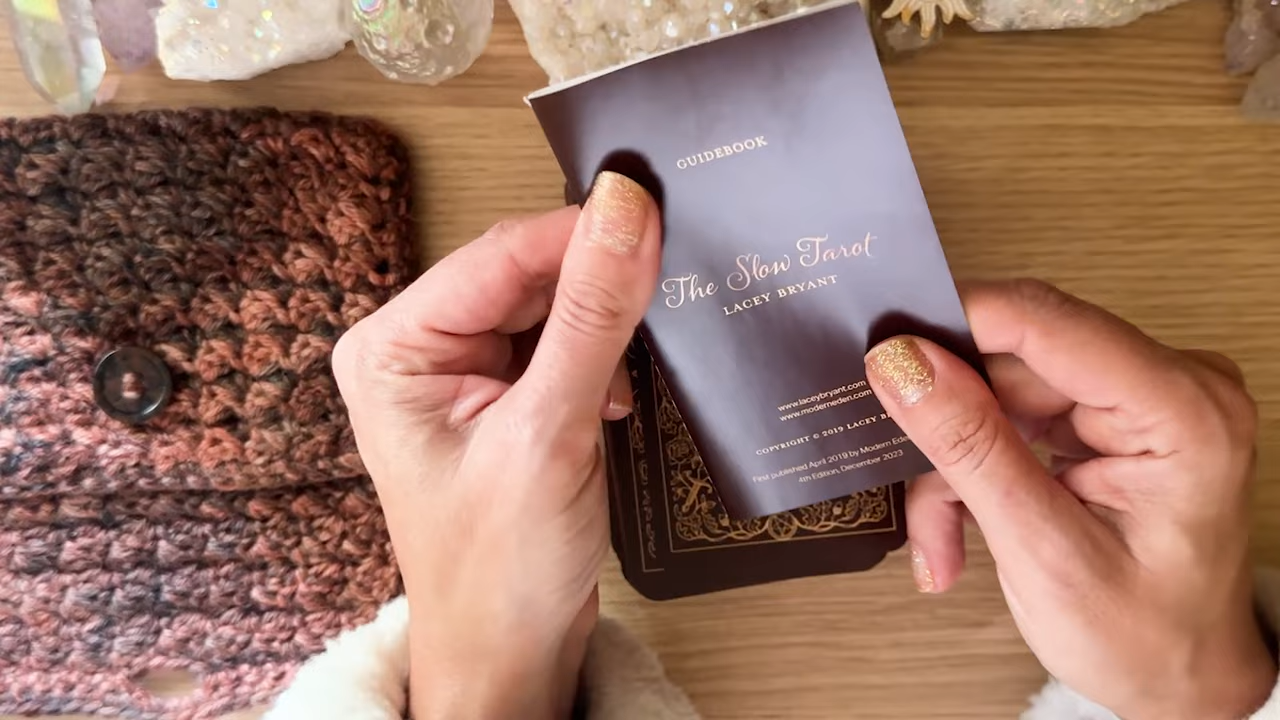 GUIDEBOOK
The Slow Tarot
LACEY BRYANT
www.laceybryant.com
www.moderneden.com
COPYRIGHT © 2019 LACEY
First published April 2019 by Modern
4th Edition, December 2023